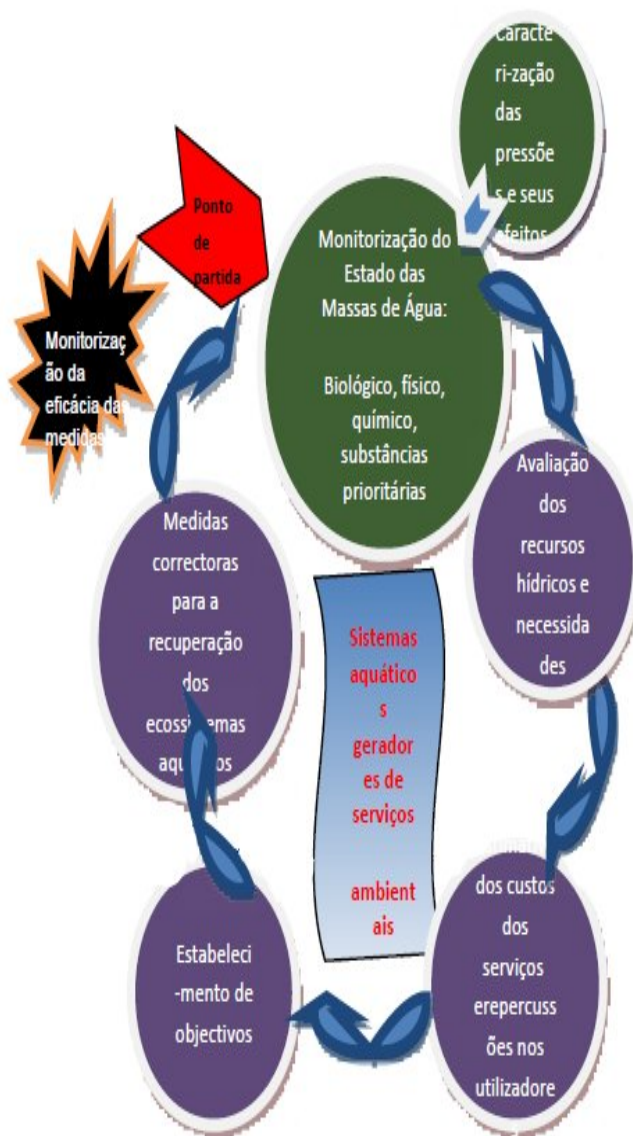 Caracte
ri-zação
das
pressõe
s e seus
efeitos
Ponto
de
partida
Monitorização do
Estado das
Massas de Água:
Biológico, físico,
químico,
substâncias
prioritárias
Monitorizaç
ão da
eficácia das
medidas
Avaliação
dos
recursos
hídricos e
necessida
des
Medidas
correctoras
para a
recuperação
dos
ecossistemas
aquáticos
Sistemas
aquático
s
gerador
es de
serviços
ambient
ais
dos custos
dos
serviços
erepercuss
ões nos
utilizadore
Estabeleci
-mento de
objectivos